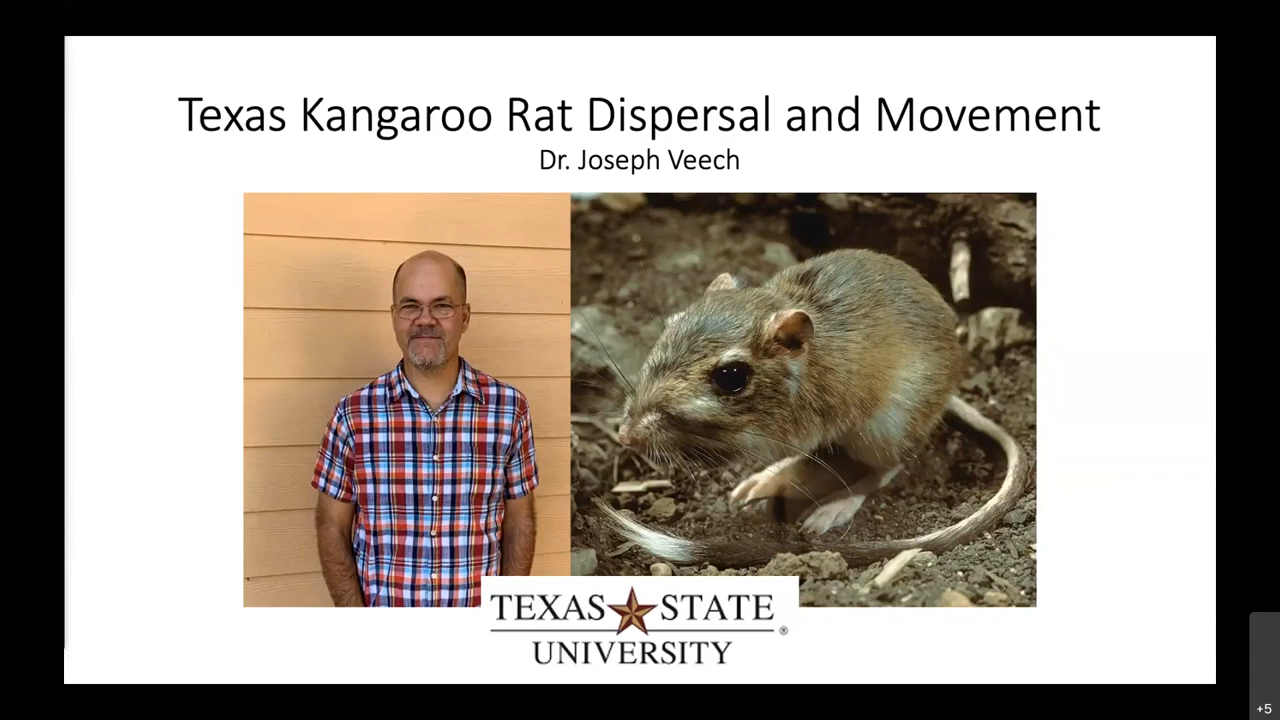 Texas Kangaroo Rat Dispersal and Movement
Dr. Joseph Veech
TEXAS STATE
®
UNIVERSITY
+5